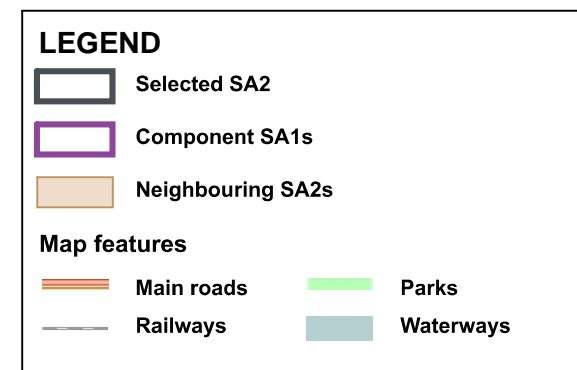 LEGEND
Selected SA2
Component SA1s
Neighbouring SA2s
Map features
Main roads
Parks
Railways
Waterways